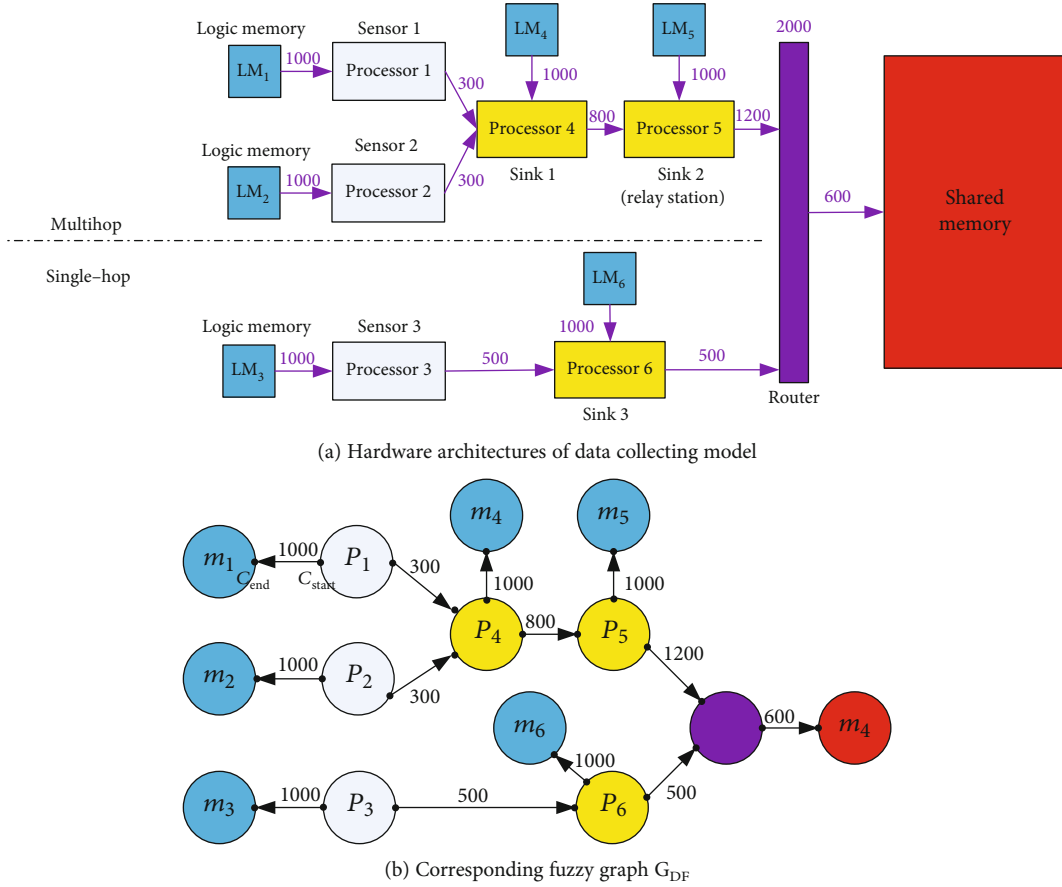 Logic memory
Sensor 1
LM₁
1000
Processor 1
300
LM₄
1000
LM₅
1000
2000
Processor 4
800
Processor 5
1200
Sink 1
Sink 2
(relay station)
Logic memory
Sensor 2
LM₂
1000
Processor 2
300
600
Shared
memory
Multihop
Single–hop
LM₆
1000
Logic memory
Sensor 3
LM₃
1000
Processor 3
500
Processor 6
500
Sink 3
Router
(a) Hardware architectures of data collecting model
m₄
m₅
m₁
1000
P₁
C_end
C_start
300
1000
1000
P₄
800
P₅
m₂
1000
P₂
300
1200
m₆
1000
600
m₄
m₃
1000
P₃
500
P₆
500
(b) Corresponding fuzzy graph G_DF